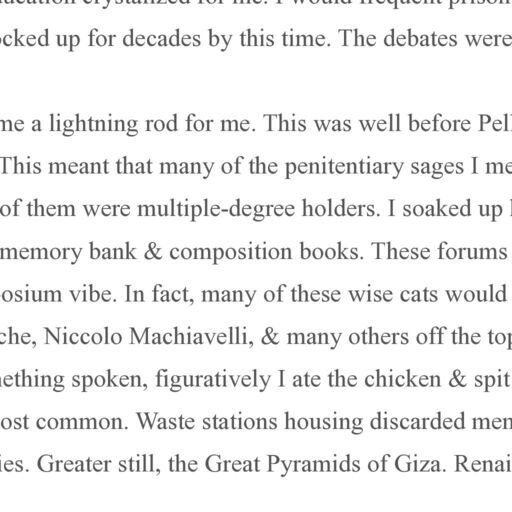 ducation crystallized for me. I would frequent prison
ocked up for decades by this time. The debates were
me a lightning rod for me. This was well before Pell
This meant that many of the penitentiary sages I me
of them were multiple-degree holders. I soaked up
memory bank & composition books. These forums
osium vibe. In fact, many of these wise cats would
che, Niccolo Machiavelli, & many others off the top
nething spoken, figuratively I ate the chicken & spit
ost common. Waste stations housing discarded men
ies. Greater still, the Great Pyramids of Giza. Renai